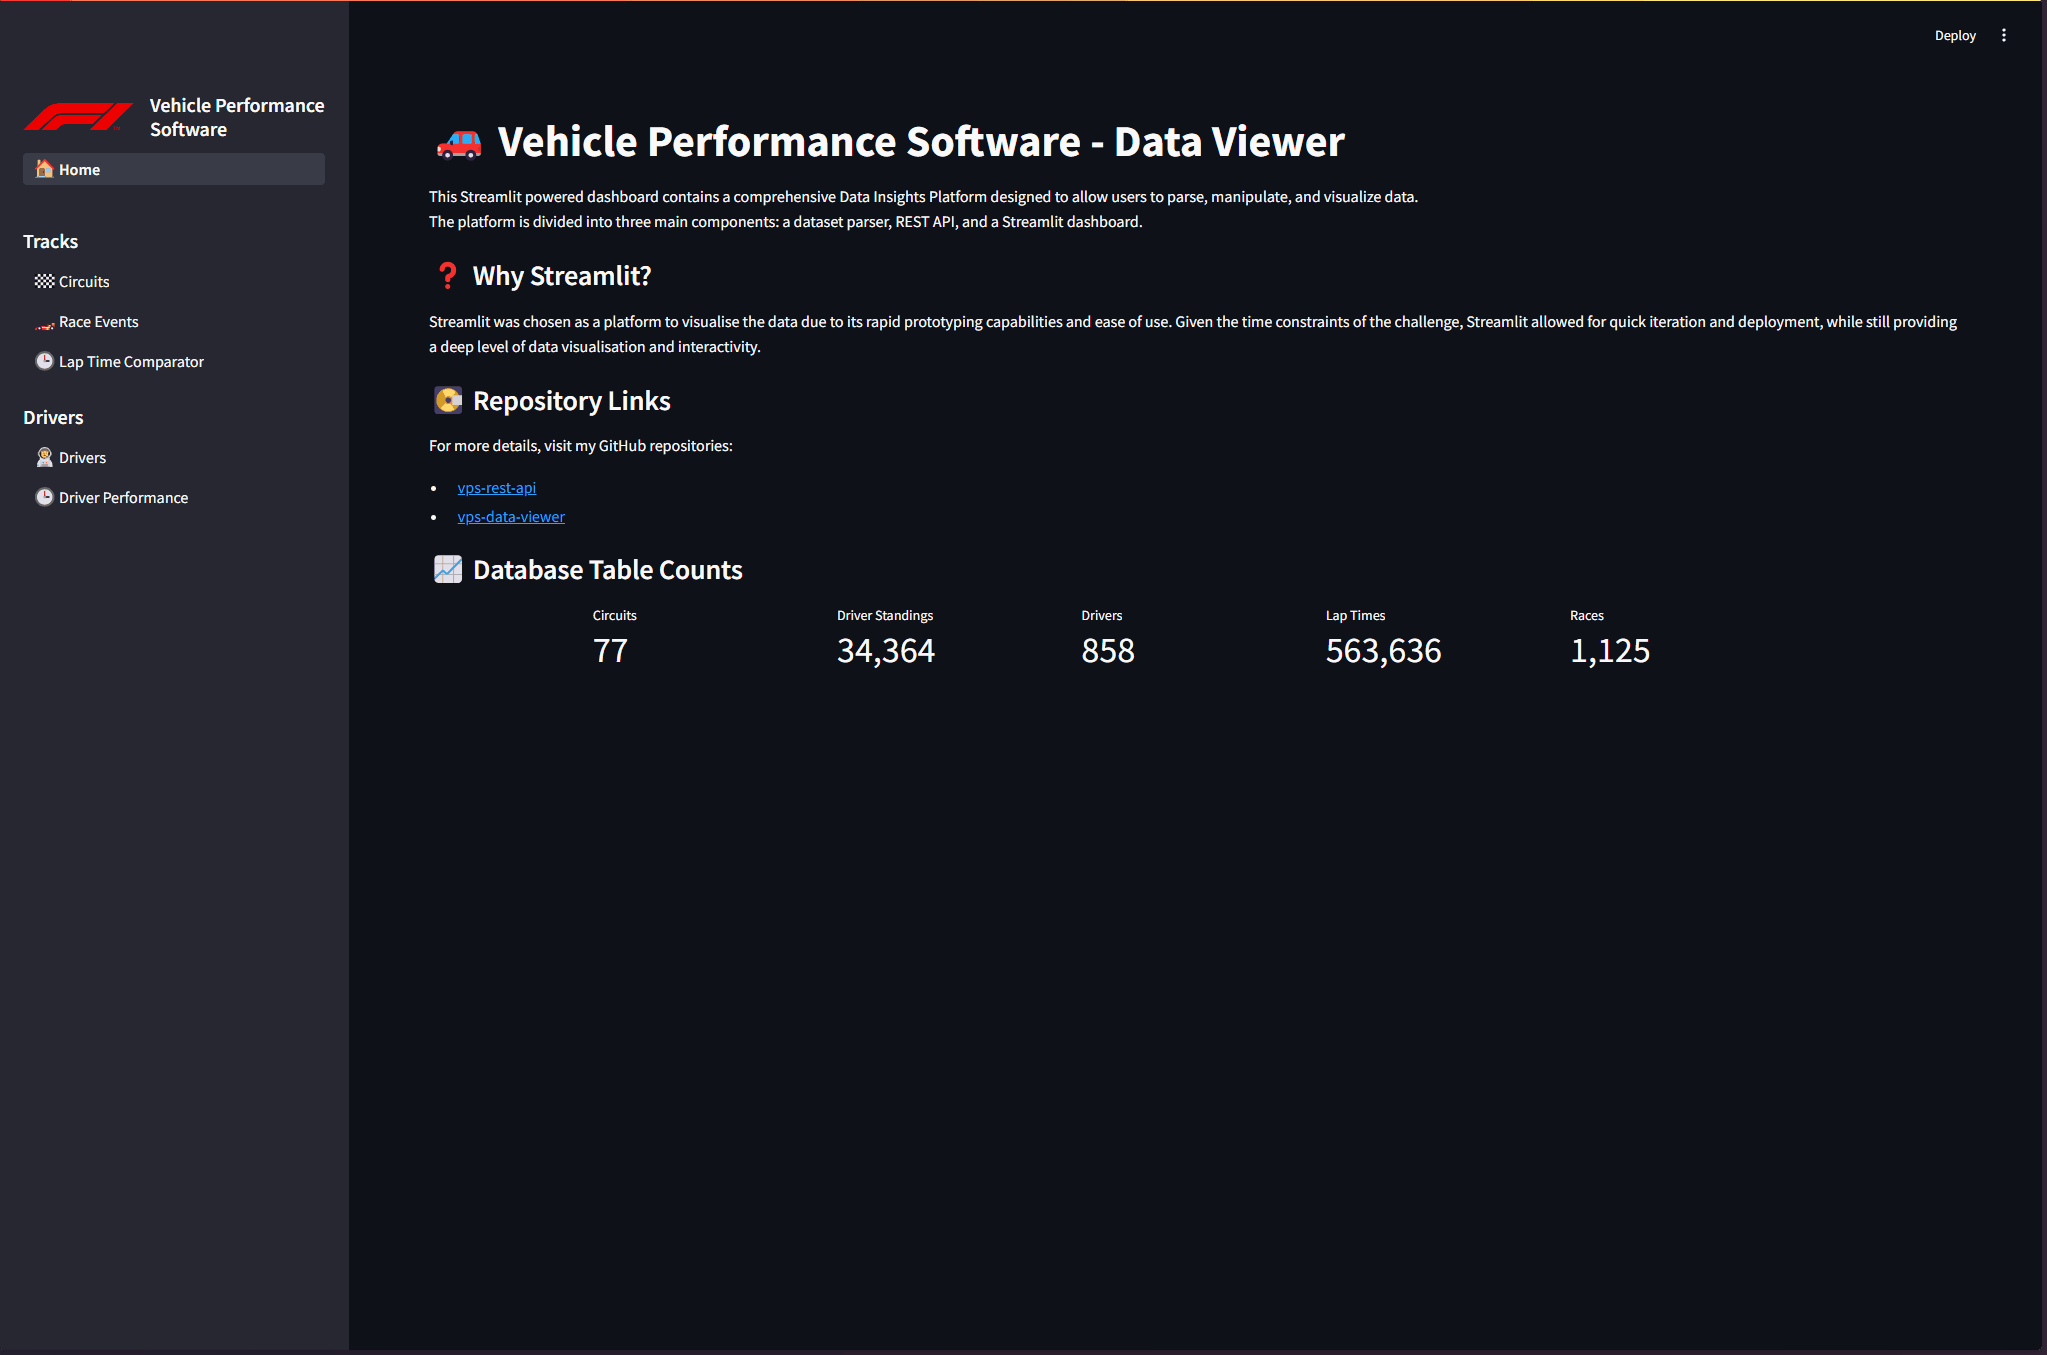 Deploy
Vehicle Performance
Software
Home
Tracks
Circuits
Race Events
Lap Time Comparator
Drivers
Drivers
Driver Performance
Vehicle Performance Software - Data Viewer
This Streamlit powered dashboard contains a comprehensive Data Insights Platform designed to allow users to parse, manipulate, and visualize data.
The platform is divided into three main components: a dataset parser, REST API, and a Streamlit dashboard.
Why Streamlit?
Streamlit was chosen as a platform to visualise the data due to its rapid prototyping capabilities and ease of use. Given the time constraints of the challenge, Streamlit allowed for quick iteration and deployment, while still providing
a deep level of data visualisation and interactivity.
Repository Links
For more details, visit my GitHub repositories:
• vps-rest-api
• vps-data-viewer
Database Table Counts
Circuits Driver Standings Drivers Lap Times Races
77 34,364 858 563,636 1,125